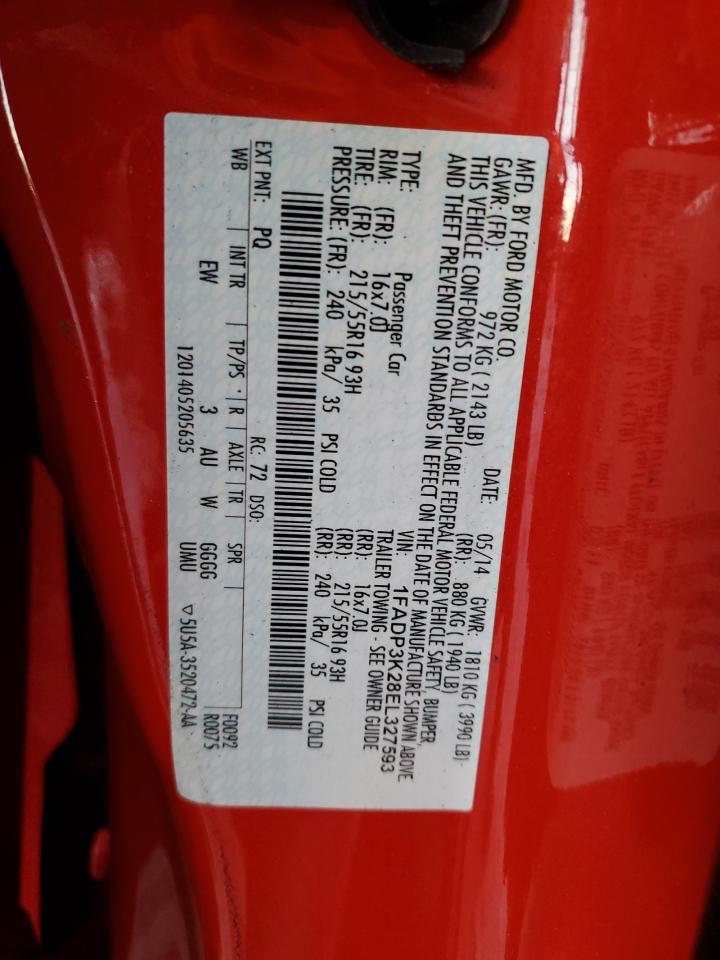 MFD. BY FORD MOTOR CO.
DATE: 05/14 GVWR: 1810 KG ( 3990 LB)
GAWR: (FR): 972 KG ( 2143 LB) (RR): 880 KG ( 1940 LB)
THIS VEHICLE CONFORMS TO ALL APPLICABLE FEDERAL MOTOR VEHICLE SAFETY, BUMPER,
AND THEFT PREVENTION STANDARDS IN EFFECT ON THE DATE OF MANUFACTURE SHOWN ABOVE.
VIN: 1FADP3K28EL327593
TYPE: Passenger Car TRAILER TOWING - SEE OWNER GUIDE
RIM: (FR): 16x7.0J (RR): 16x7.0J
TIRE: (FR): 215/55R16 93H (RR): 215/55R16 93H
PRESSURE: (FR): 240 kPa/ 35 PSI COLD (RR): 240 kPa/ 35 PSI COLD
EXT PNT: PQ RC: 72 DSO: F0092
WB | INT TR | TP/PS | R | AXLE | TR | SPR | R0075
EW 3 AU W GGGG
1201405205635 UMU ▽ 5U5A-3520472-AA